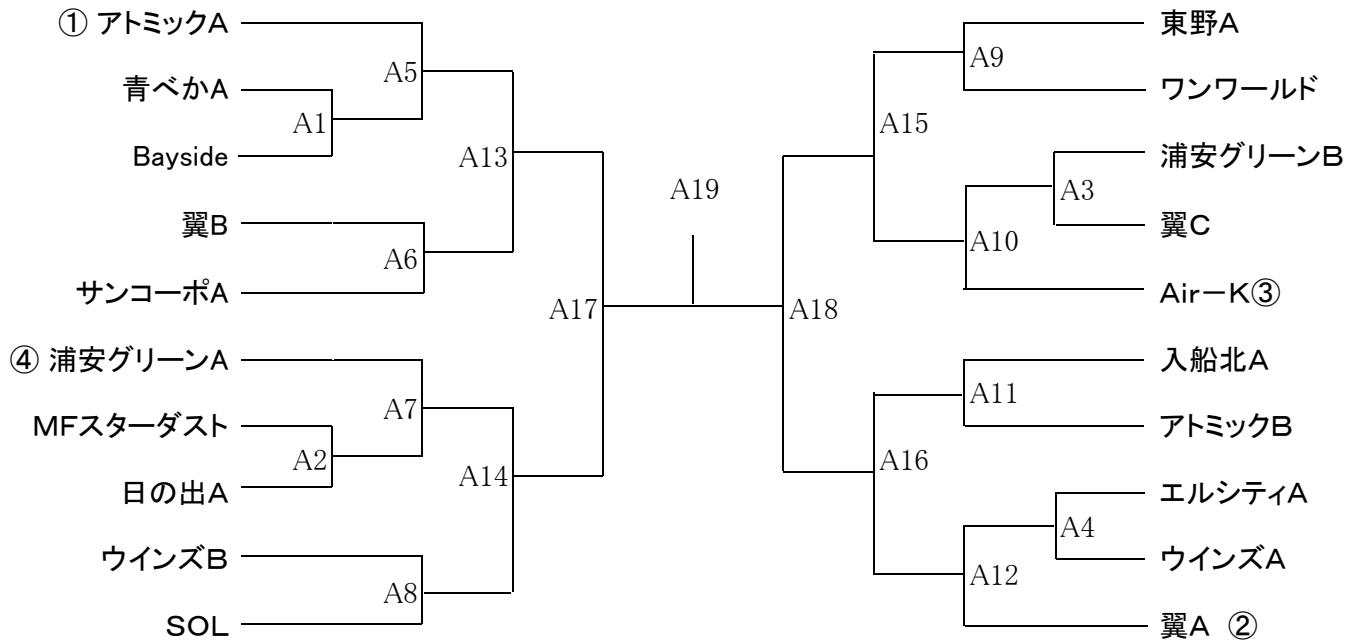 ① アトミックA
青べかA
Bayside
翼B
サンコーポA
④ 浦安グリーンA
MFスターダスト
日の出A
ウインズB
SOL
A1
A2
A5
A6
A7
A8
A13
A14
A17
A19
A18
A15
A16
A9
A10
A11
A12
A3
A4
東野A
ワンワールド
浦安グリーンB
翼C
Air－K③
入船北A
アトミックB
エルシティA
ウインズA
翼A ②